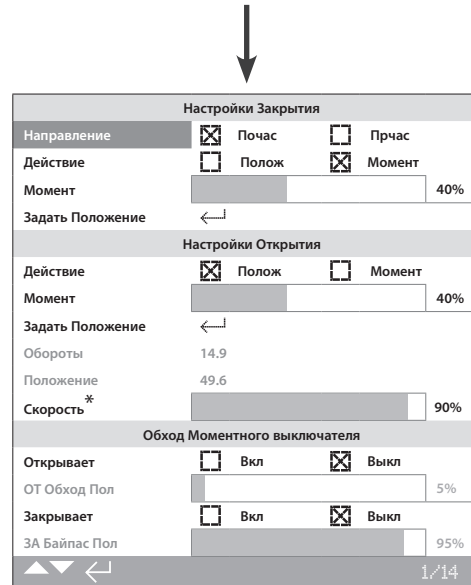 Настройки Закрытия
Направление Почас Прчас
Действие Полож Момент
Момент 40%
Задать Положение
Настройки Открытия
Действие Полож Момент
Момент 40%
Задать Положение
Обороты 14.9
Положение 49.6
Скорость* 90%
Обход Моментного выключателя
Открывает Вкл Выкл
ОТ Обход Пол 5%
Закрывает Вкл Выкл
ЗА Байпас Пол 95%
1/14